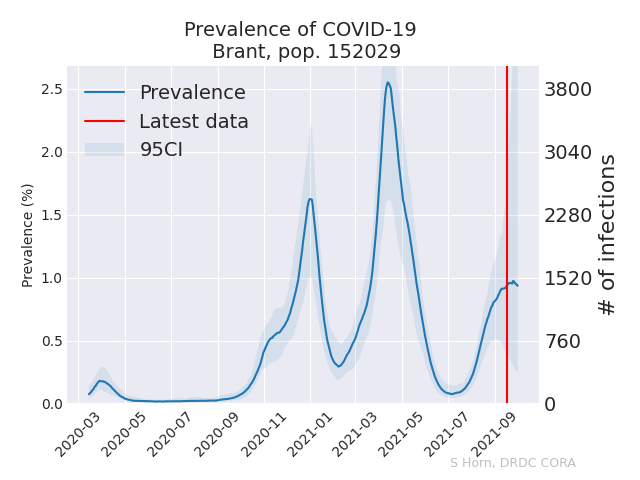 Prevalence of COVID-19
Brant, pop. 152029
Prevalence
Latest data
95CI
Prevalence (%)
2.5
2.0
1.5
1.0
0.5
0.0
3800
3040
2280
1520
760
0
# of infections
2020-03
2020-05
2020-07
2020-09
2020-11
2021-01
2021-03
2021-05
2021-07
2021-09
S Horn, DRDC CORA